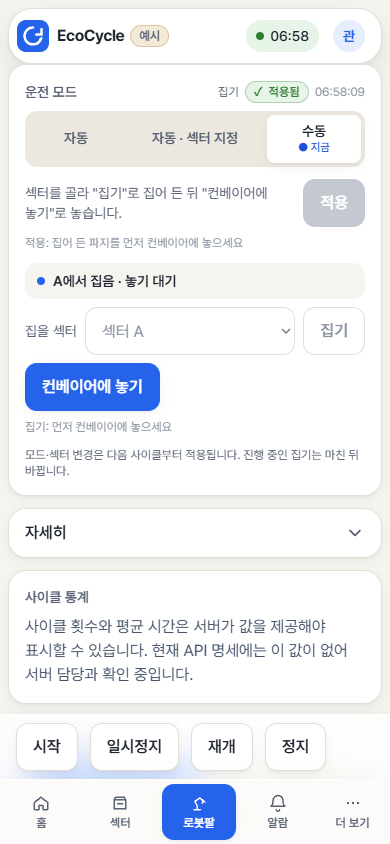 EcoCycle 예시 06:58 관
운전 모드 집기 ✓ 적용됨 06:58:09
자동 자동 · 섹터 지정 수동
● 지금
섹터를 골라 "집기"로 집어 든 뒤 "컨베이어에
놓기"로 놓습니다.
적용
적용: 집어 든 파지를 먼저 컨베이어에 놓으세요
A에서 집음 · 놓기 대기
집을 섹터 섹터 A 집기
컨베이어에 놓기
집기: 먼저 컨베이어에 놓으세요
모드·섹터 변경은 다음 사이클부터 적용됩니다. 진행 중인 집기는 마친 뒤
바뀝니다.
자세히
사이클 통계
사이클 횟수와 평균 시간은 서버가 값을 제공해야
표시할 수 있습니다. 현재 API 명세에는 이 값이 없어
서버 담당과 확인 중입니다.
시작 일시정지 재개 정지
홈 섹터 로봇팔 알람 더 보기